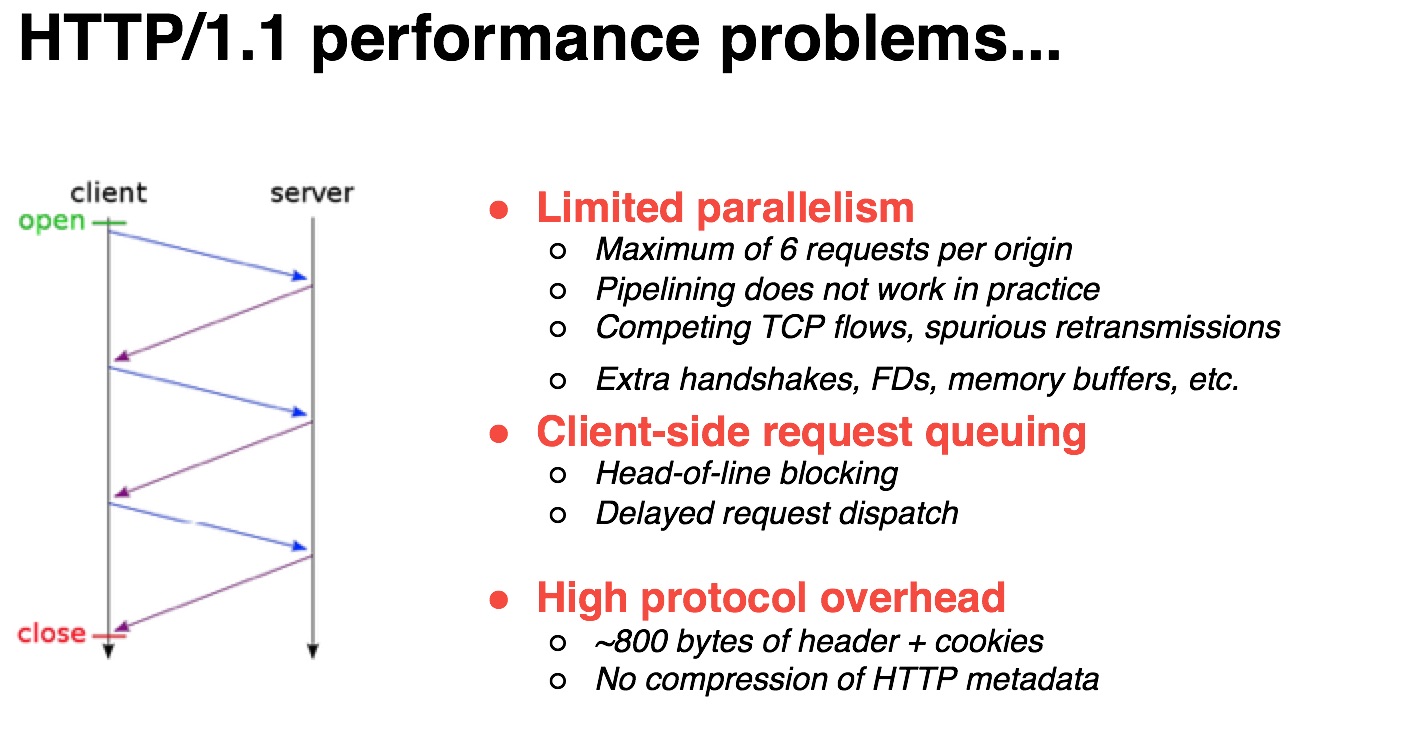 HTTP/1.1 performance problems...
client
server
open
close
● Limited parallelism
○ Maximum of 6 requests per origin
○ Pipelining does not work in practice
○ Competing TCP flows, spurious retransmissions
○ Extra handshakes, FDs, memory buffers, etc.
● Client-side request queuing
○ Head-of-line blocking
○ Delayed request dispatch
● High protocol overhead
○ ~800 bytes of header + cookies
○ No compression of HTTP metadata